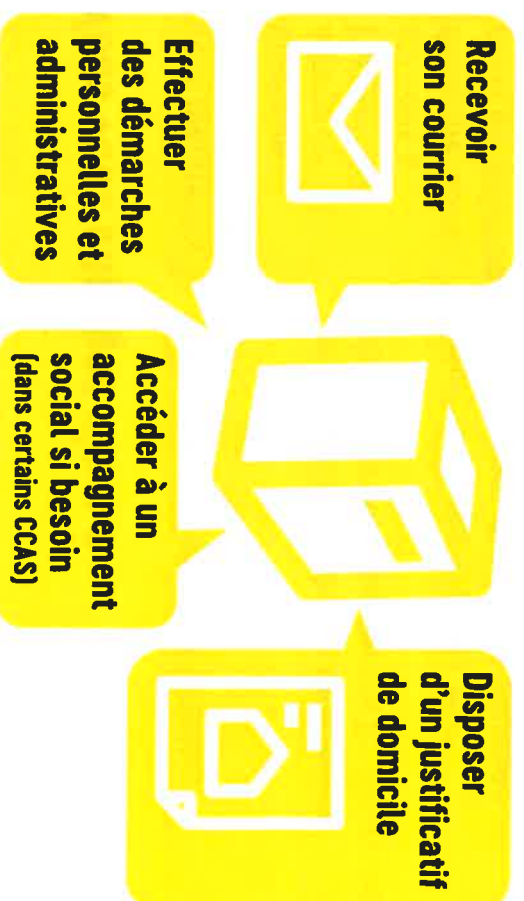 Recevoir
son courrier
Disposer
d'un justificatif
de domicile
Effectuer
des démarches
personnelles et
administratives
Accéder à un
accompagnement
social si besoin
(dans certains CCAS)